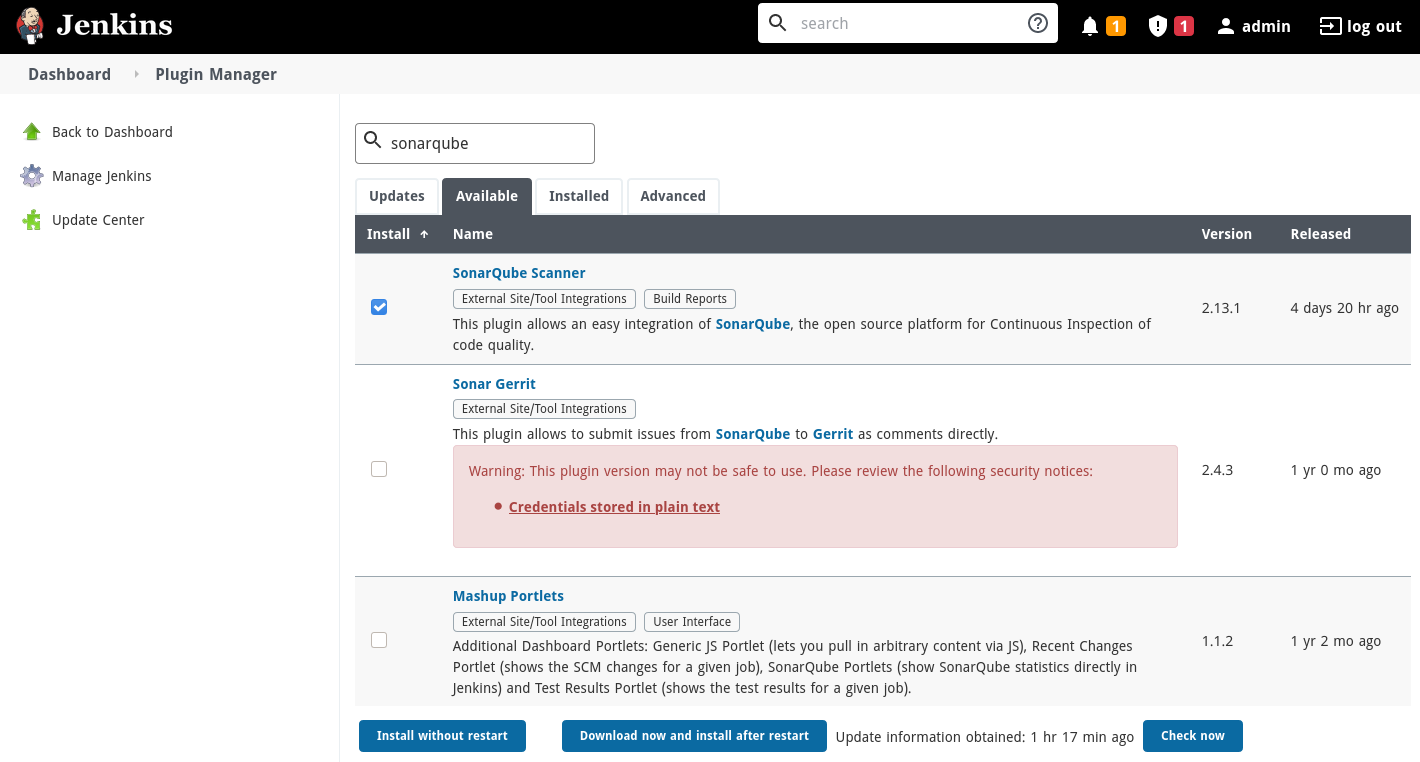 Jenkins
search
1
1
admin
log out
Dashboard
Plugin Manager
Back to Dashboard
Manage Jenkins
Update Center
sonarqube
Updates
Available
Installed
Advanced
Install ↑
Name
Version
Released
SonarQube Scanner
External Site/Tool Integrations
Build Reports
This plugin allows an easy integration of SonarQube, the open source platform for Continuous Inspection of
code quality.
2.13.1
4 days 20 hr ago
Sonar Gerrit
External Site/Tool Integrations
This plugin allows to submit issues from SonarQube to Gerrit as comments directly.
Warning: This plugin version may not be safe to use. Please review the following security notices:
• Credentials stored in plain text
2.4.3
1 yr 0 mo ago
Mashup Portlets
External Site/Tool Integrations
User Interface
Additional Dashboard Portlets: Generic JS Portlet (lets you pull in arbitrary content via JS), Recent Changes
Portlet (shows the SCM changes for a given job), SonarQube Portlets (show SonarQube statistics directly in
Jenkins) and Test Results Portlet (shows the test results for a given job).
1.1.2
1 yr 2 mo ago
Install without restart
Download now and install after restart
Update information obtained: 1 hr 17 min ago
Check now